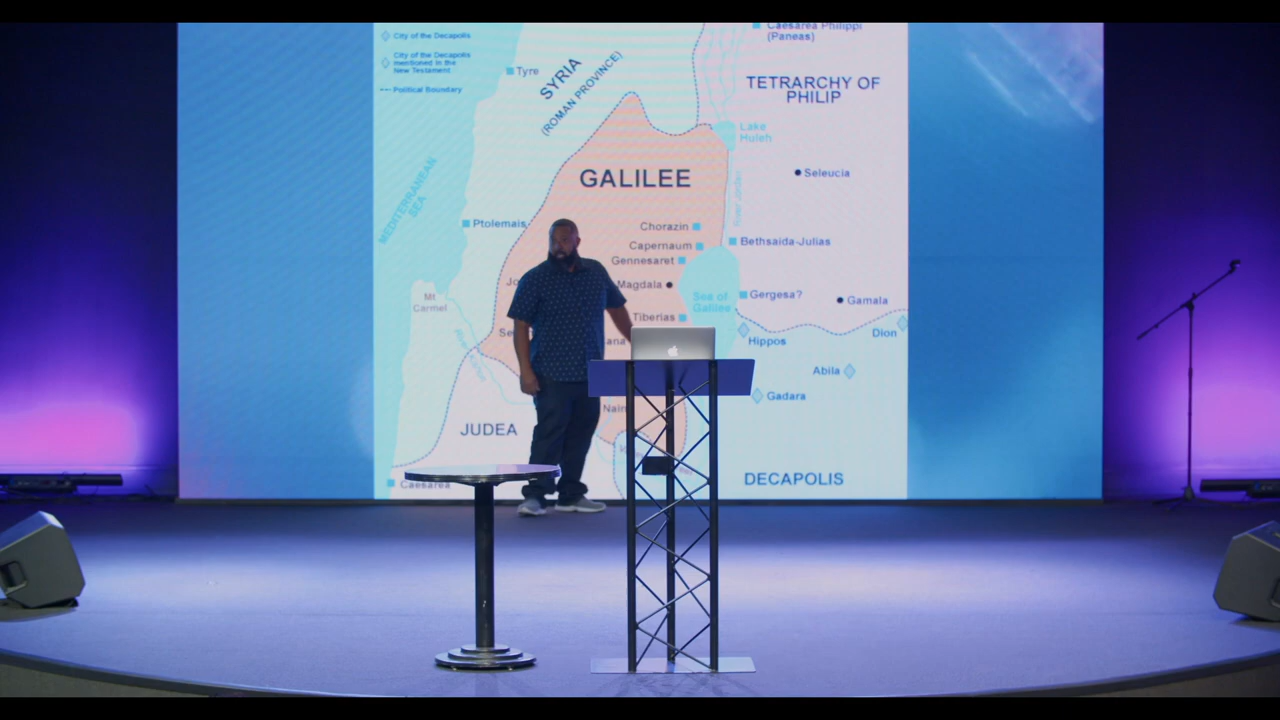 City of the Decapolis
City of the Decapolis
mentioned in the
New Testament
Political Boundary
Caesarea Philippi
(Paneas)
Tyre
SYRIA
(ROMAN PROVINCE)
TETRARCHY OF
PHILIP
Lake
Huleh
GALILEE
Seleucia
River Jordan
MEDITERRANEAN
SEA
Ptolemais
Chorazin
Capernaum
Bethsaida-Julias
Gennesaret
Magdala
Mt
Carmel
Sea of
Galilee
Gergesa?
Gamala
Tiberias
Dion
Hippos
Abila
Gadara
JUDEA
DECAPOLIS
Caesarea